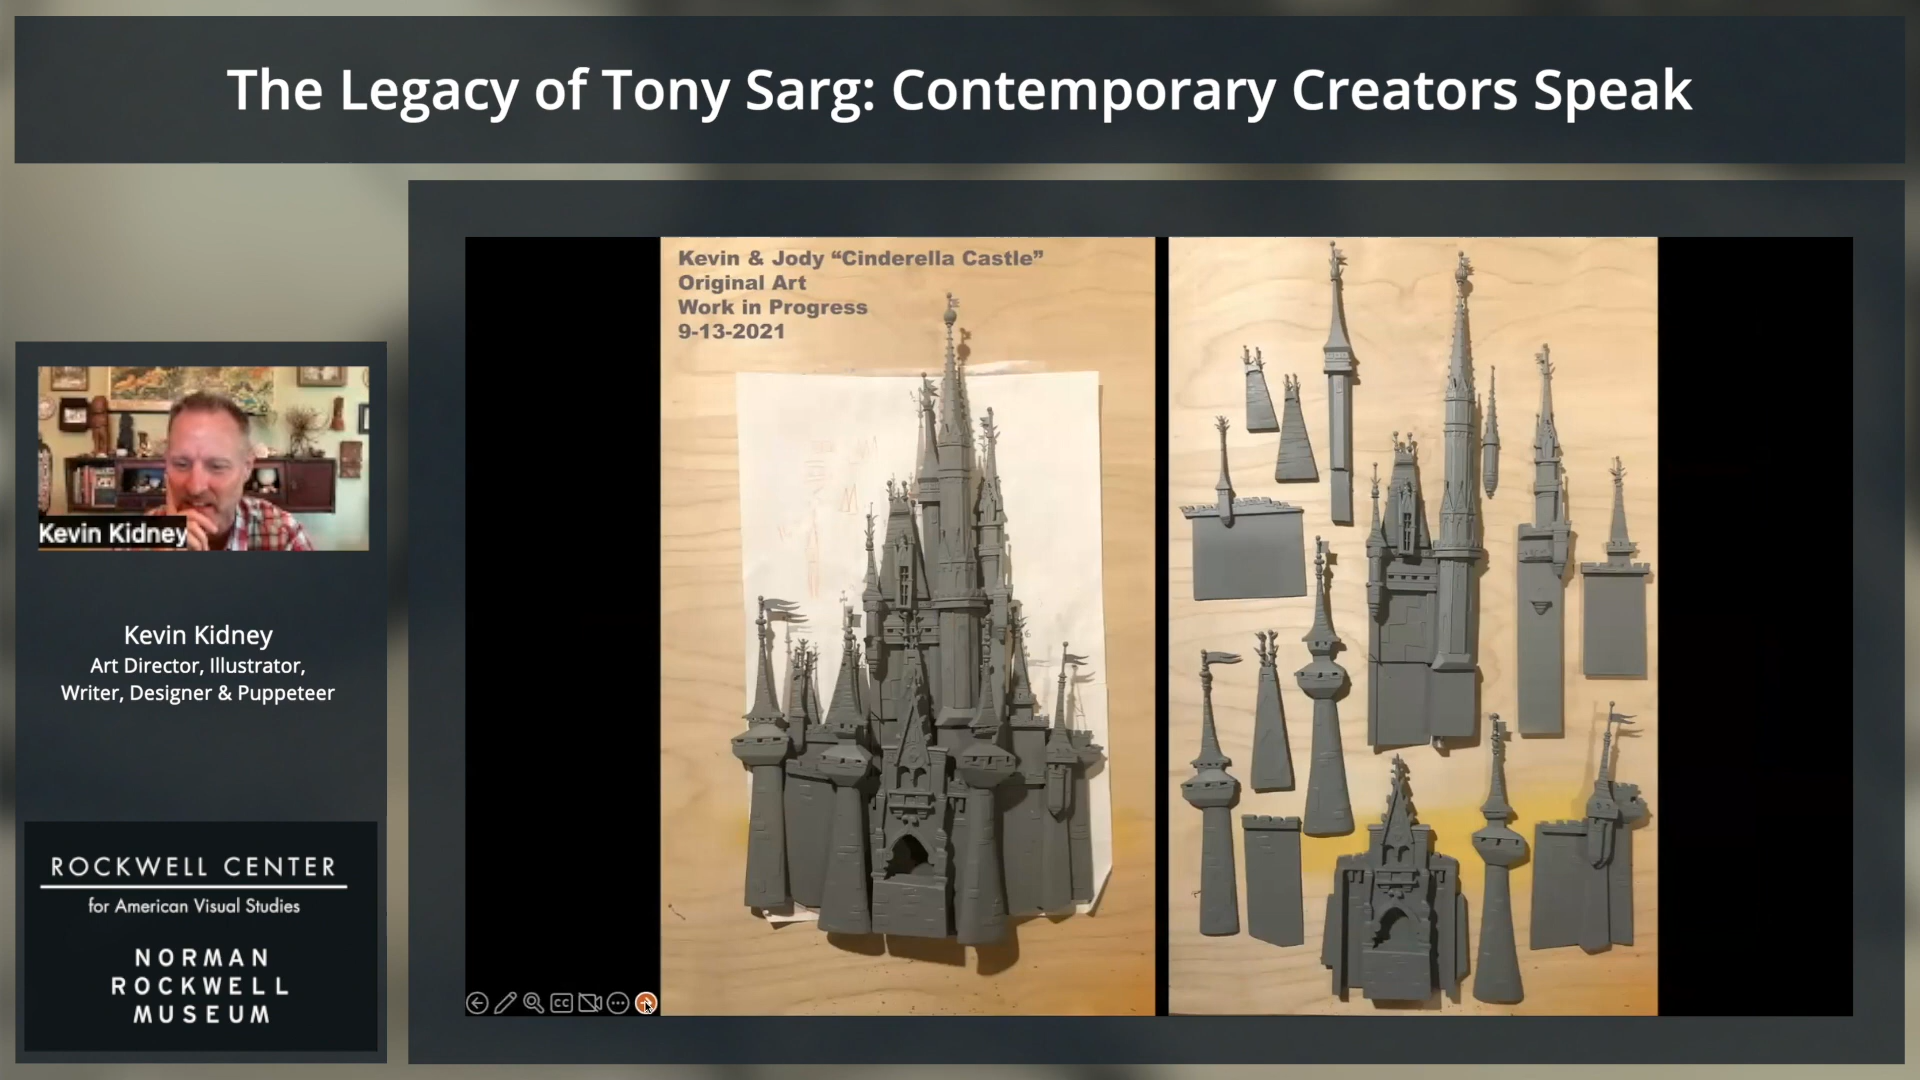 The Legacy of Tony Sarg: Contemporary Creators Speak
Kevin & Jody “Cinderella Castle”
Original Art
Work in Progress
9-13-2021
Kevin Kidney
Kevin Kidney
Art Director, Illustrator,
Writer, Designer & Puppeteer
CC
ROCKWELL CENTER
for American Visual Studies
NORMAN
ROCKWELL
MUSEUM